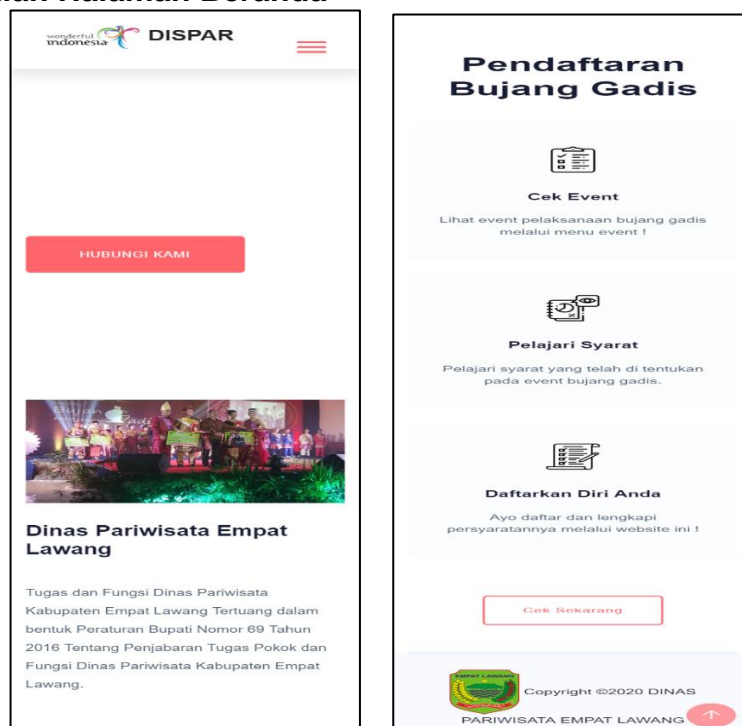 wonderful
indonesia
DISPAR
HUBUNGI KAMI
Dinas Pariwisata Empat
Lawang
Tugas dan Fungsi Dinas Pariwisata
Kabupaten Empat Lawang Tertuang dalam
bentuk Peraturan Bupati Nomor 69 Tahun
2016 Tentang Penjabaran Tugas Pokok dan
Fungsi Dinas Pariwisata Kabupaten Empat
Lawang.
Pendaftaran
Bujang Gadis
Cek Event
Lihat event pelaksanaan bujang gadis
melalui menu event !
Pelajari Syarat
Pelajari syarat yang telah di tentukan
pada event bujang gadis.
Daftarkan Diri Anda
Ayo daftar dan lengkapi
persyaratannya melalui website ini !
Cek Sekarang
EMPAT LAWANG
Copyright ©2020 DINAS
PARIWISATA EMPAT LAWANG